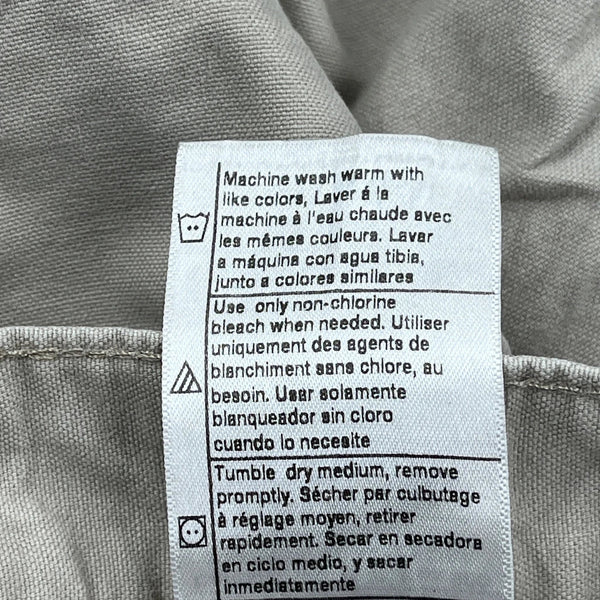 Machine wash warm with
like colors, Laver á la
machine à l'eau chaude avec
les mêmes couleurs. Lavar
a máquina con agua tibia,
junto a colores similares
Use only non-chlorine
bleach when needed. Utiliser
uniquement des agents de
blanchiment sans chlore, au
besoin. Usar solamente
blanqueador sin cloro
cuando lo necesite
Tumble dry medium, remove
promptly. Sécher par culbutage
à réglage moyen, retirer
rapidement. Secar en secadora
en ciclo medio, y sacar
inmediatamente